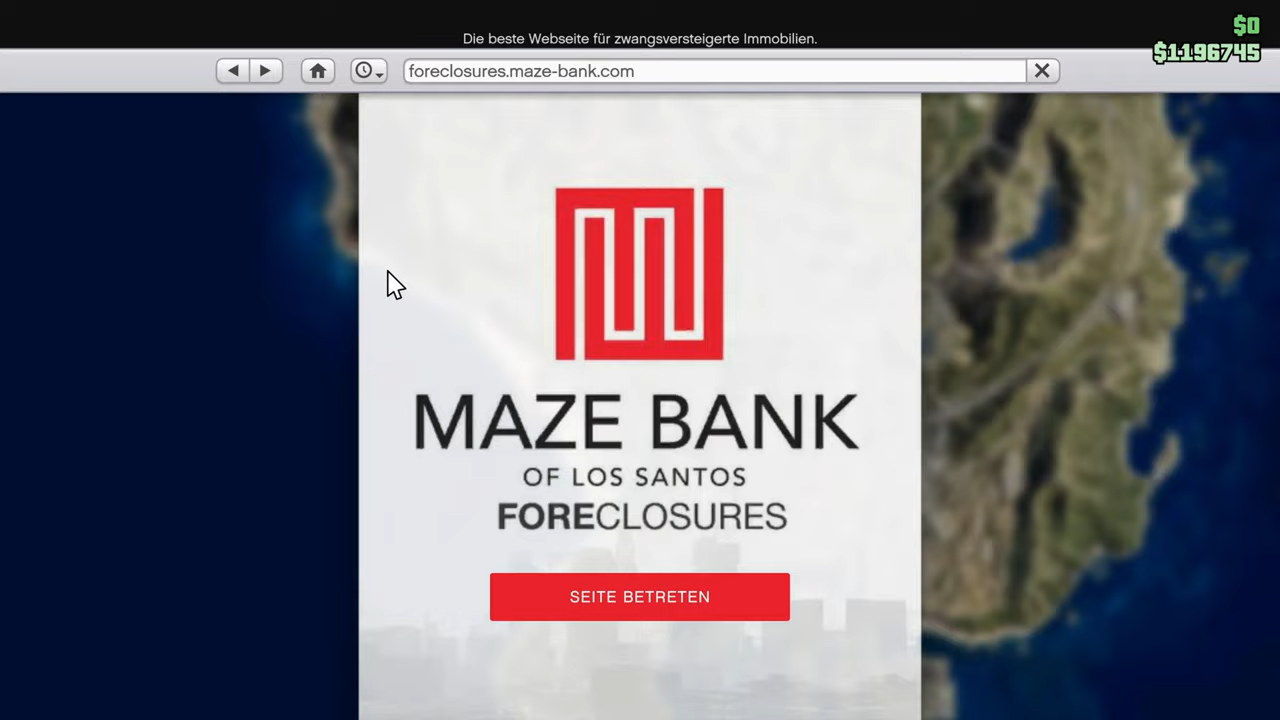 $0
Die beste Webseite für zwangsversteigerte Immobilien.
$1196745
foreclosures.maze-bank.com
MAZE BANK
OF LOS SANTOS
FORECLOSURES
SEITE BETRETEN